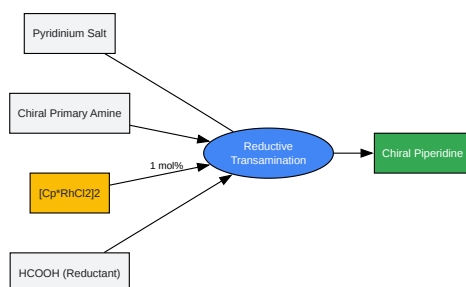 Pyridinium Salt
Chiral Primary Amine
1 mol%
[Cp*RhCl2]2
HCOOH (Reductant)
Reductive
Transamination
Chiral Piperidine